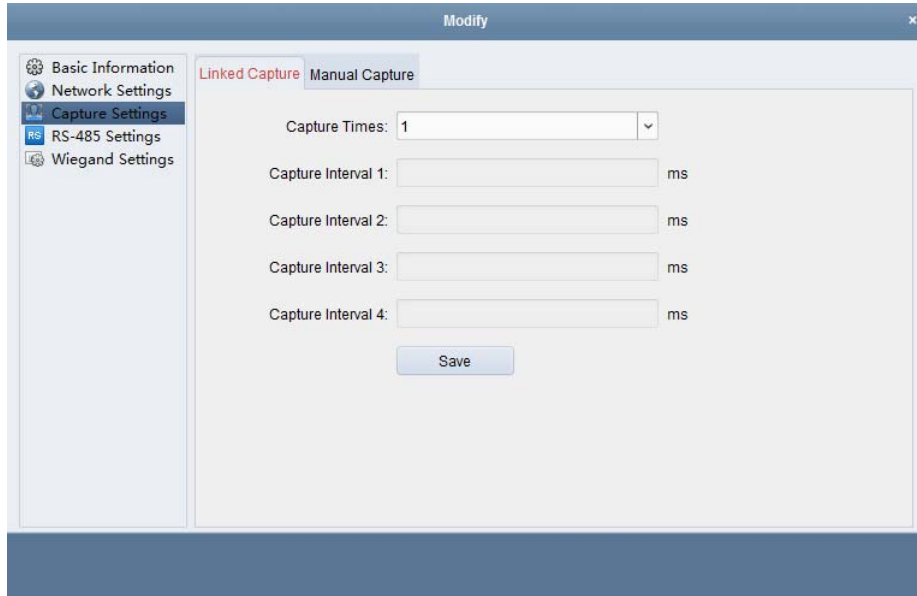 Modify
×
Basic Information
Network Settings
Capture Settings
RS RS-485 Settings
Wiegand Settings
Linked Capture Manual Capture
Capture Times: 1
Capture Interval 1: ms
Capture Interval 2: ms
Capture Interval 3: ms
Capture Interval 4: ms
Save